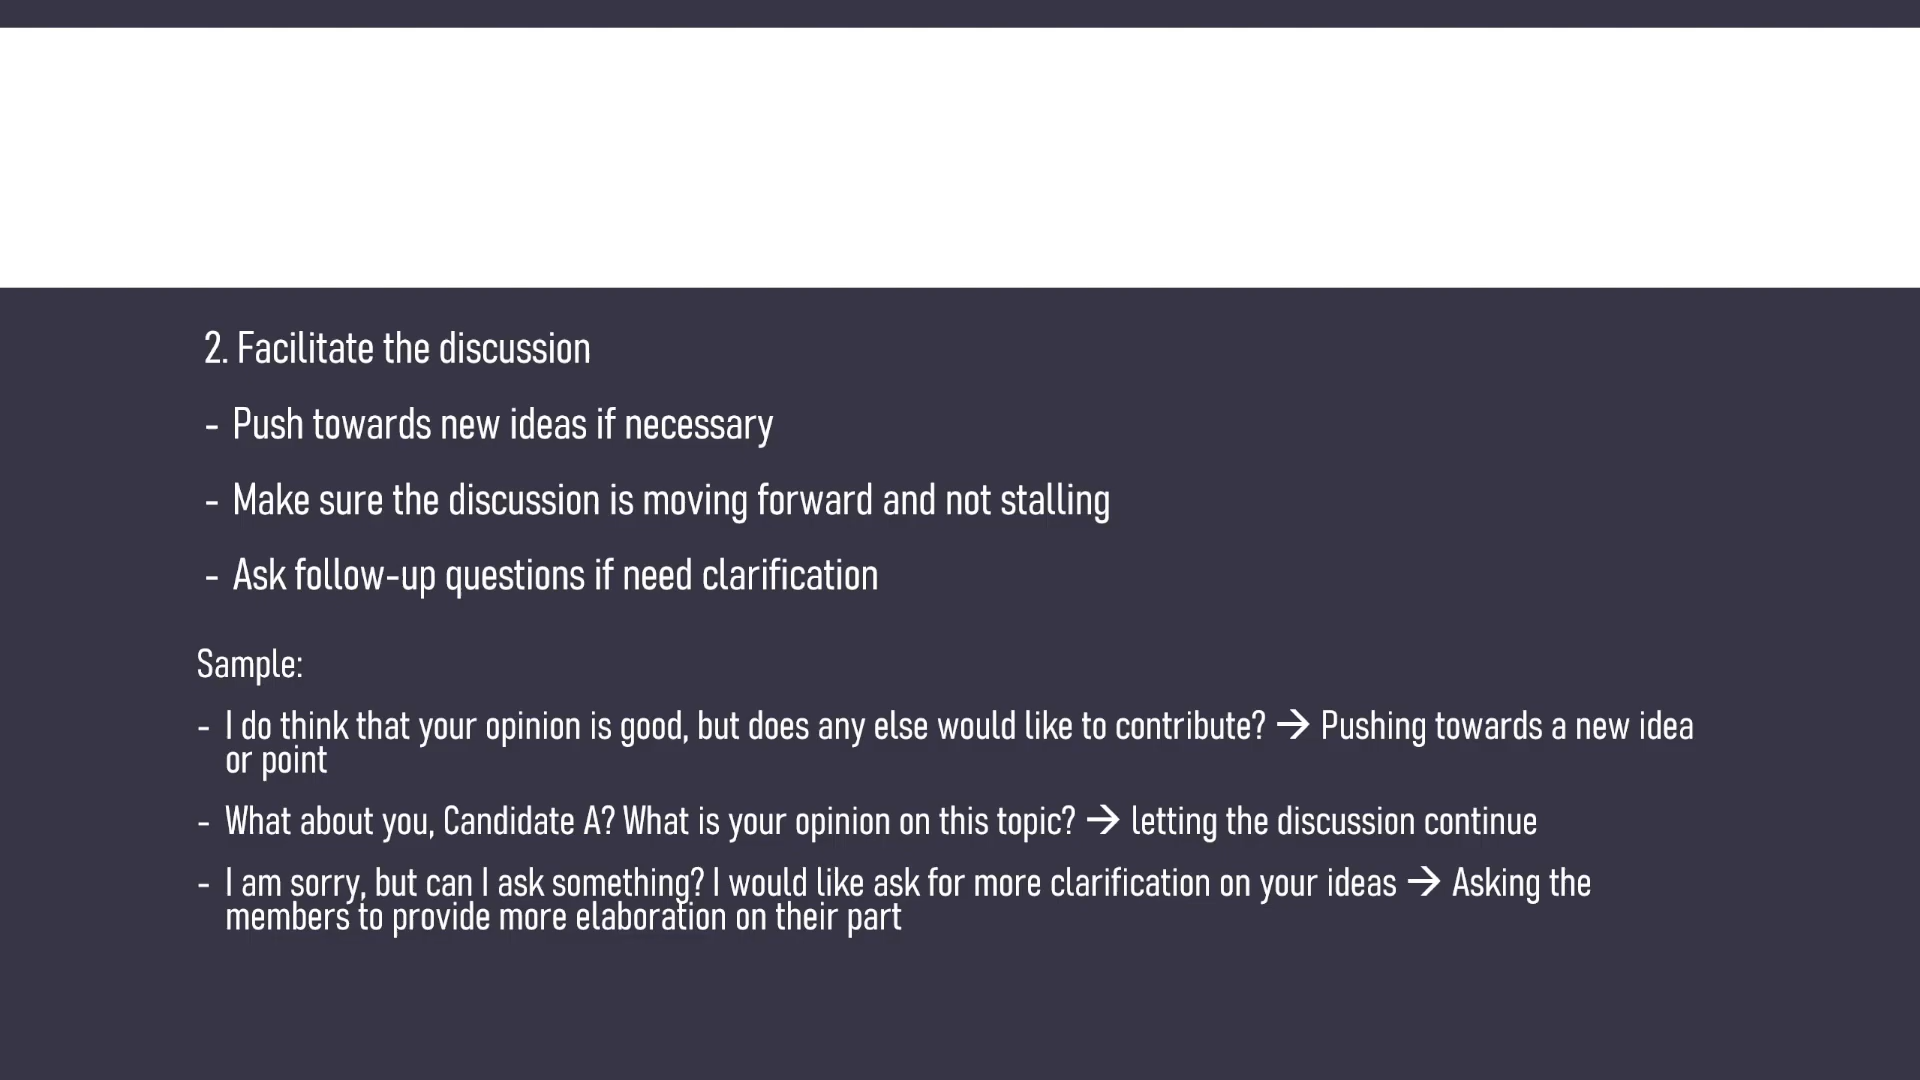 2. Facilitate the discussion
- Push towards new ideas if necessary
- Make sure the discussion is moving forward and not stalling
- Ask follow-up questions if need clarification
Sample:
- I do think that your opinion is good, but does any else would like to contribute? → Pushing towards a new idea
or point
- What about you, Candidate A? What is your opinion on this topic? → letting the discussion continue
- I am sorry, but can I ask something? I would like ask for more clarification on your ideas → Asking the
members to provide more elaboration on their part